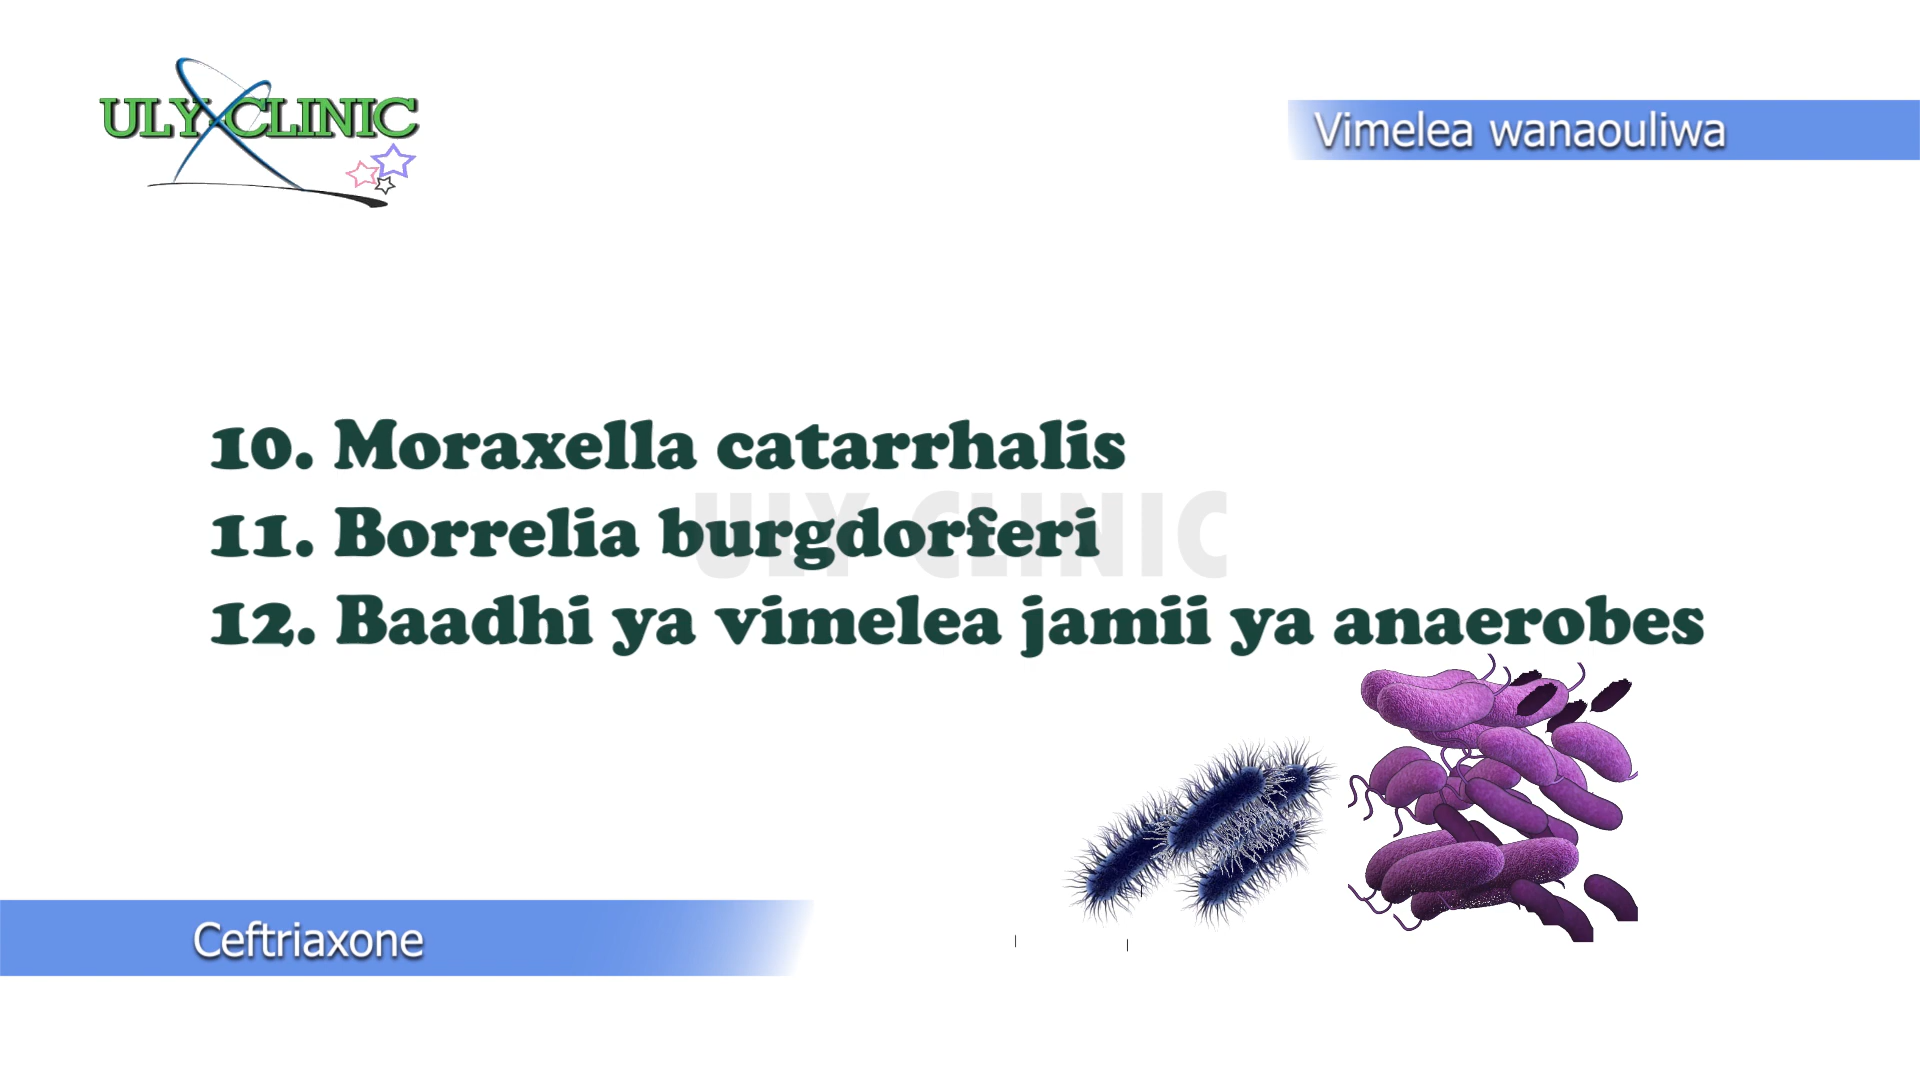 ULY CLINIC
Vimelea wanaouliwa
10. Moraxella catarrhalis
11. Borrelia burgdorferi
ULY CLINIC
12. Baadhi ya vimelea jamii ya anaerobes
Ceftriaxone